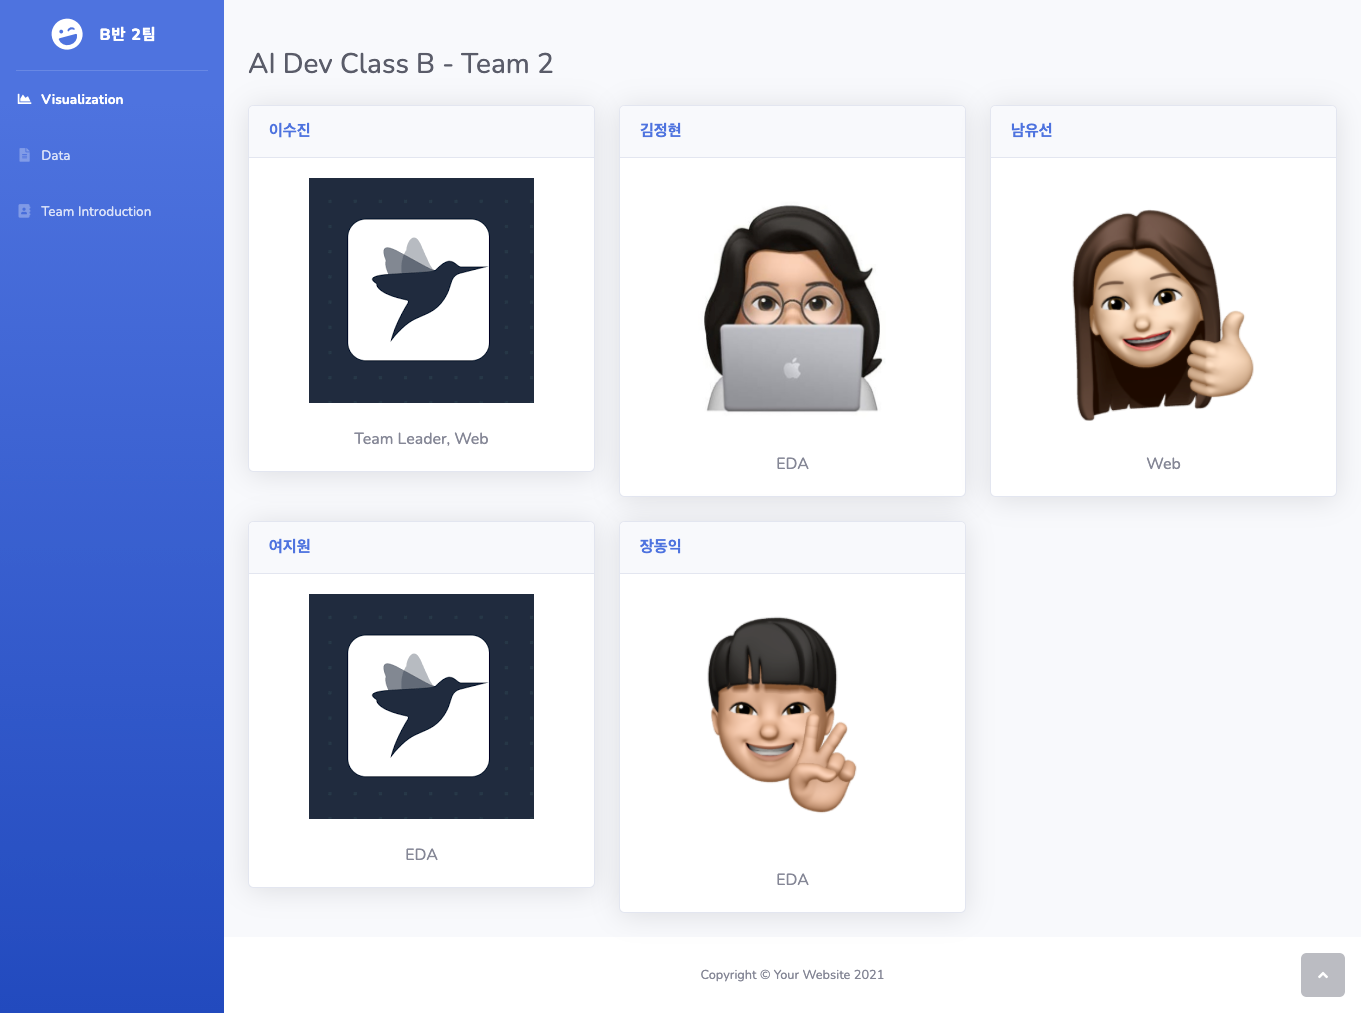 B반 2팀
Visualization
Data
Team Introduction
AI Dev Class B - Team 2
이수진
Team Leader, Web
김정현
EDA
남유선
Web
여지원
EDA
장동익
EDA
Copyright © Your Website 2021